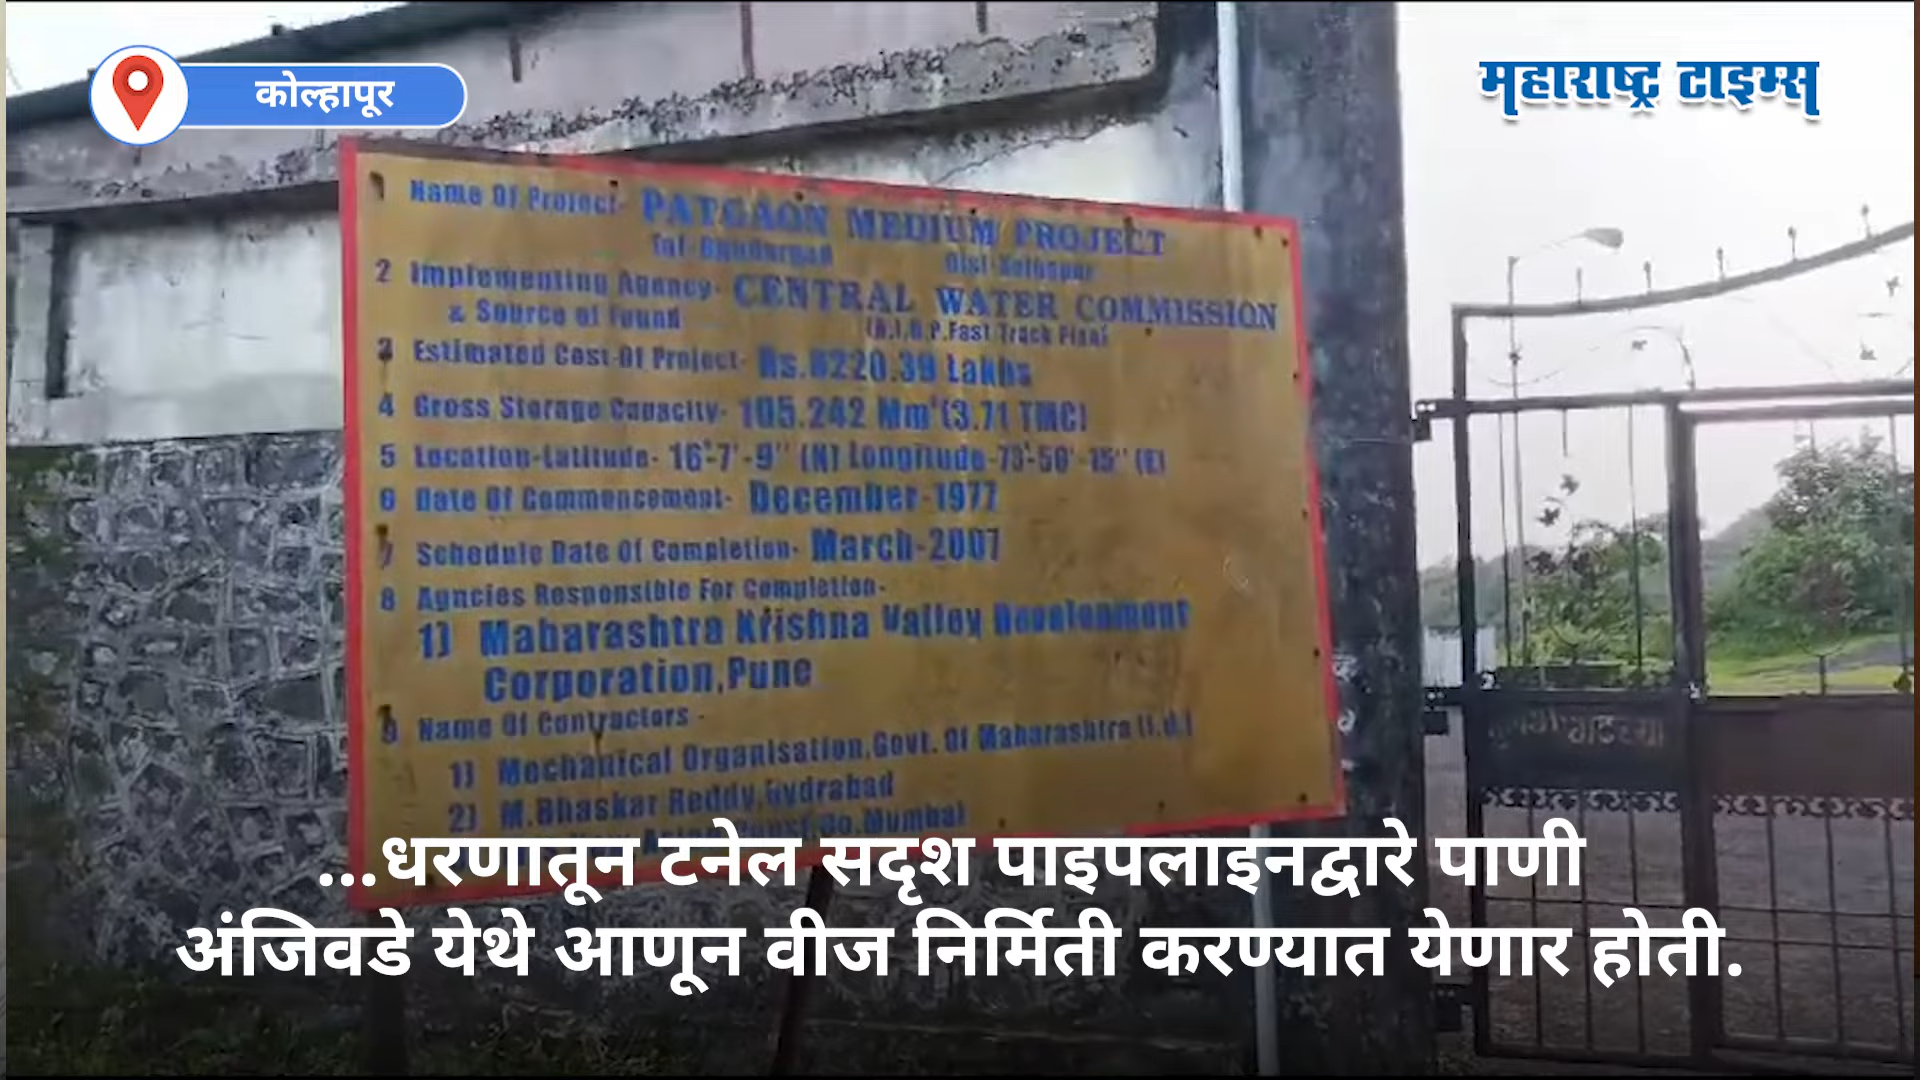 कोल्हापूर
महाराष्ट्र टाइम्स
1 Name Of Project- PATGAON MEDIUM PROJECT
2 Implementing Agency- CENTRAL WATER COMMISSION
& Source of Found (A.I.B.P.Fast Track Plan)
3 Estimated Cost Of Project- Rs. Lakhs
4 Gross Storage Capacity- 105.242 Mm³(3.71 TMC)
5 Location-Latitude- 16°-7'-9'' (N) Longitude-73°-50'-15'' (E)
6 Date Of Commencement- December-1977
7 Schedule Date Of Completion- March-2007
8 Agncies Responsible For Completion-
1) Maharashtra Krishna Valley Development
Corporation,Pune
9 Name Of Contractors -
1) Mechanical Organisation,Govt. Of Maharashtra (I.d.)
2) M.Bhaskar Reddy,Hydrabad
Co.Mumbai
...धरणातून टनेल सदृश पाइपलाइनद्वारे पाणी
अंजिवडे येथे आणून वीज निर्मिती करण्यात येणार होती.